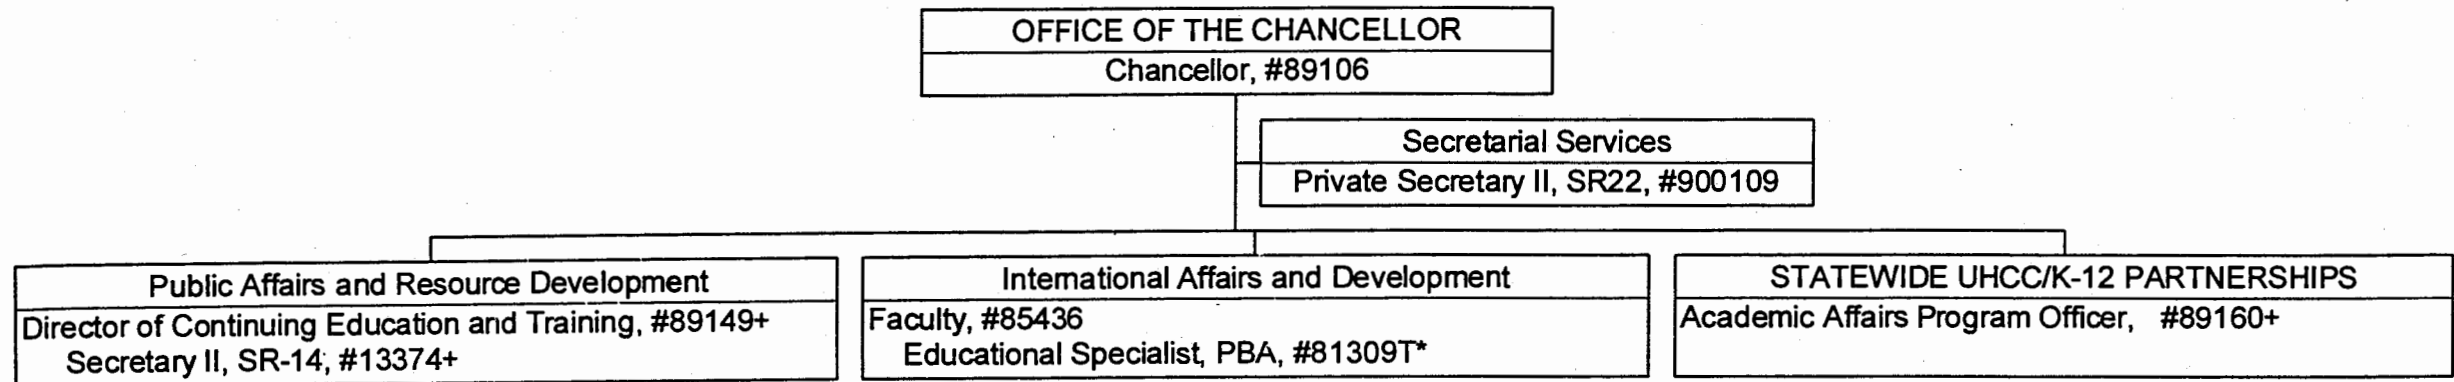 OFFICE OF THE CHANCELLOR
Chancellor, #89106
Secretarial Services
Private Secretary II, SR22, #900109
Public Affairs and Resource Development
Director of Continuing Education and Training, #89149+
Secretary II, SR-14, #13374+
International Affairs and Development
Faculty, #85436
Educational Specialist, PBA, #81309T*
STATEWIDE UHCC/K-12 PARTNERSHIPS
Academic Affairs Program Officer, #89160+